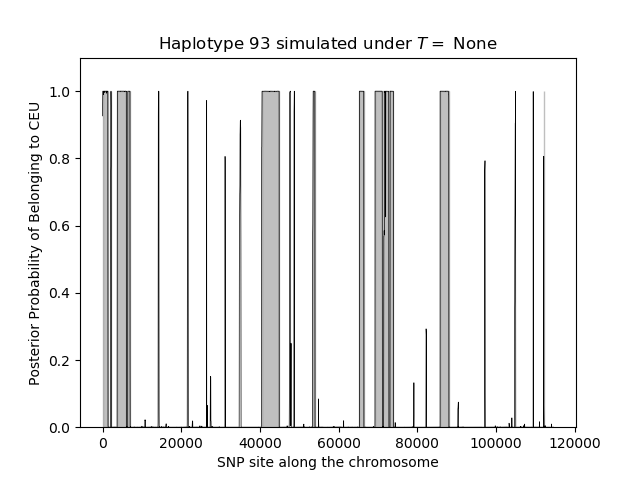 Haplotype 93 simulated under T = None
Posterior Probability of Belonging to CEU
1.0
0.8
0.6
0.4
0.2
0.0
0 20000 40000 60000 80000 100000 120000
SNP site along the chromosome